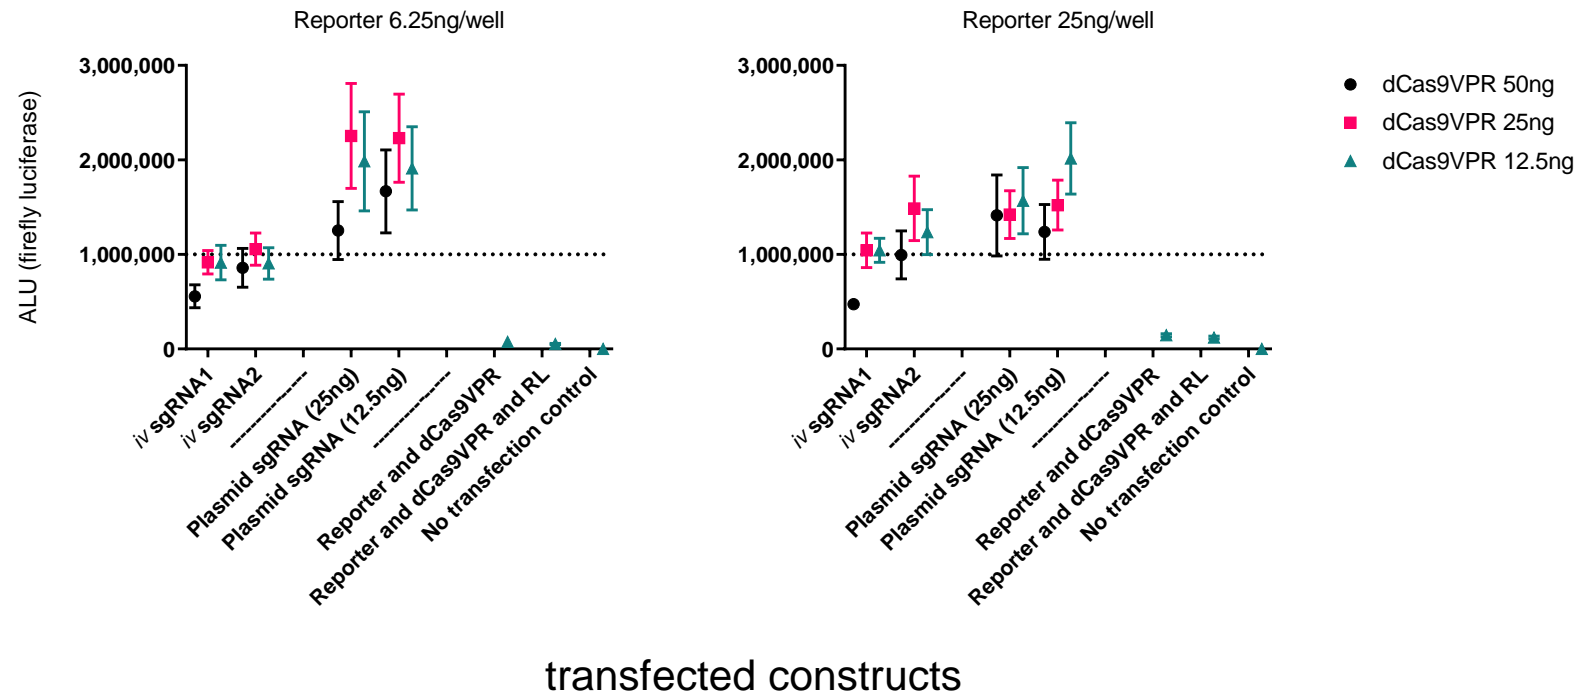 Reporter 6.25ng/well
ALU (firefly luciferase)
3,000,000
2,000,000
1,000,000
0
iv sgRNA1
iv sgRNA2
----------
Plasmid sgRNA (25ng)
Plasmid sgRNA (12.5ng)
----------
Reporter and dCas9VPR
Reporter and dCas9VPR and RL
No transfection control
Reporter 25ng/well
3,000,000
2,000,000
1,000,000
0
iv sgRNA1
iv sgRNA2
----------
Plasmid sgRNA (25ng)
Plasmid sgRNA (12.5ng)
----------
Reporter and dCas9VPR
Reporter and dCas9VPR and RL
No transfection control
dCas9VPR 50ng
dCas9VPR 25ng
dCas9VPR 12.5ng
transfected constructs